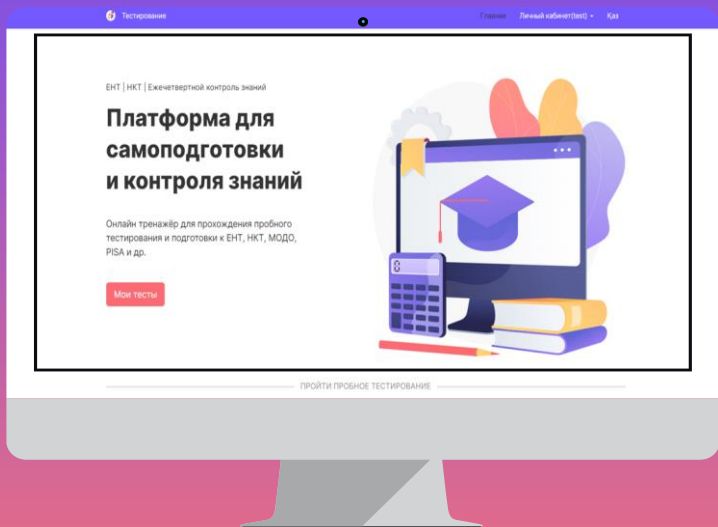 Тестирование
Главная Личный кабинет(test) Қаз
ЕНТ | НКТ | Ежечетвертной контроль знаний
Платформа для
самоподготовки
и контроля знаний
Онлайн тренажёр для прохождения пробного
тестирования и подготовки к ЕНТ, НКТ, МОДО,
PISA и др.
Мои тесты
0
ПРОЙТИ ПРОБНОЕ ТЕСТИРОВАНИЕ